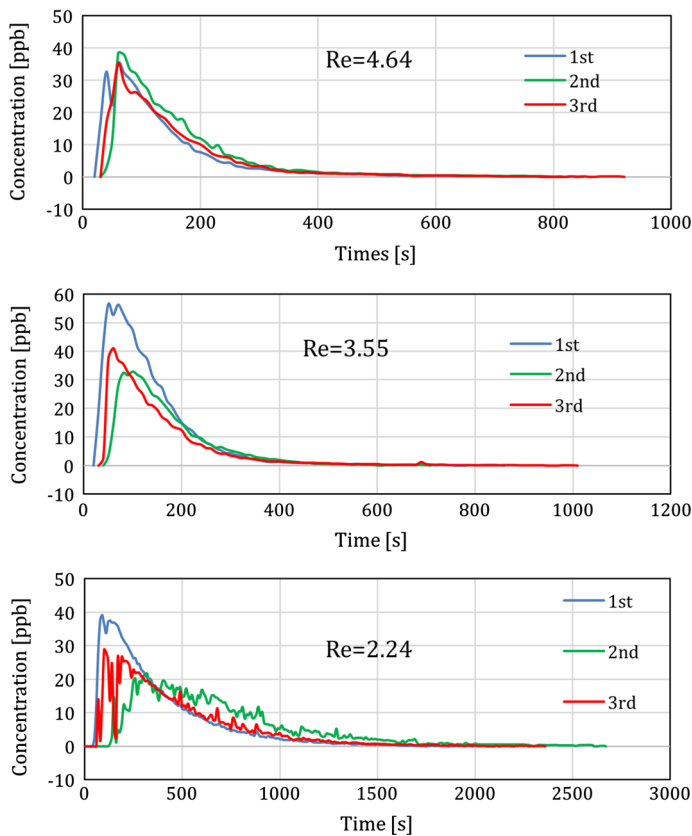 Concentration [ppb]
50
40
30
20
10
0
-10
Re=4.64
1st
2nd
3rd
0 200 400 600 800 1000
Times [s]
Concentration [ppb]
60
50
40
30
20
10
0
-10
Re=3.55
1st
2nd
3rd
0 200 400 600 800 1000 1200
Time [s]
Concentration [ppb]
50
40
30
20
10
0
-10
Re=2.24
1st
2nd
3rd
0 500 1000 1500 2000 2500 3000
Time [s]